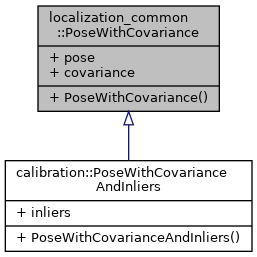 localization_common
::PoseWithCovariance
+ pose
+ covariance
+ PoseWithCovariance()
calibration::PoseWithCovariance
AndInliers
+ inliers
+ PoseWithCovarianceAndInliers()